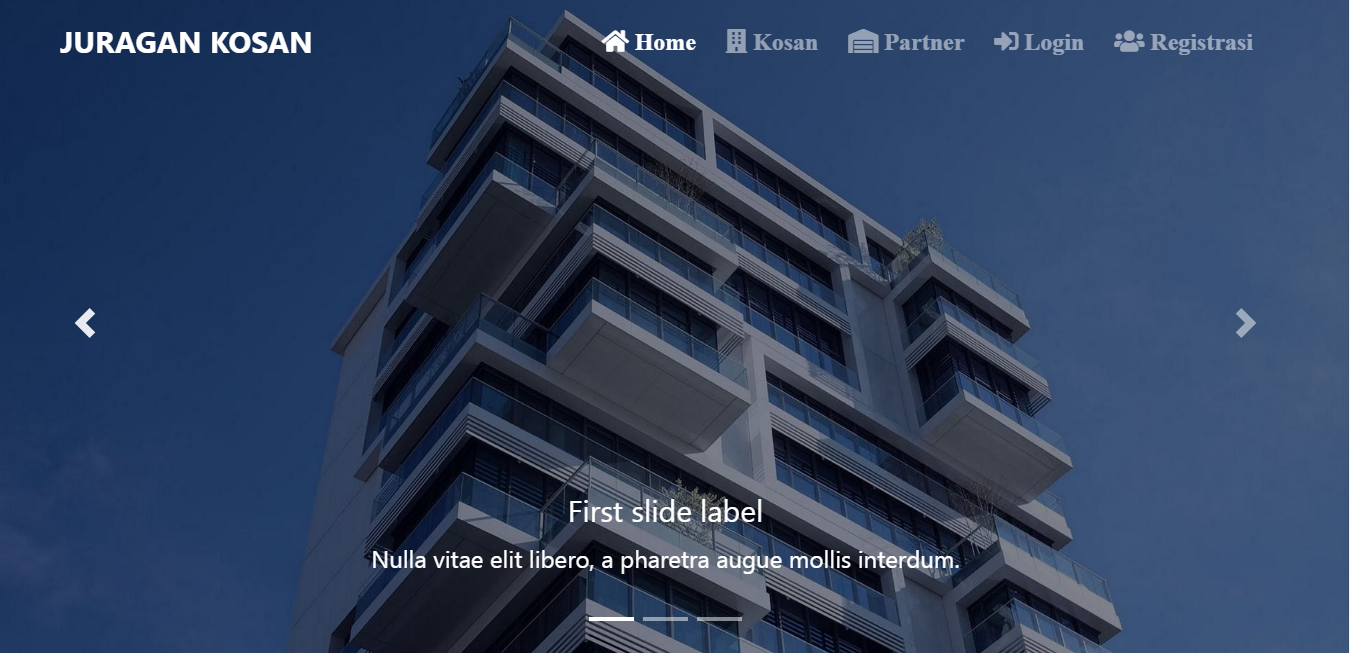 JURAGAN KOSAN
Home Kosan Partner Login Registrasi
First slide label
Nulla vitae elit libero, a pharetra augue mollis interdum.